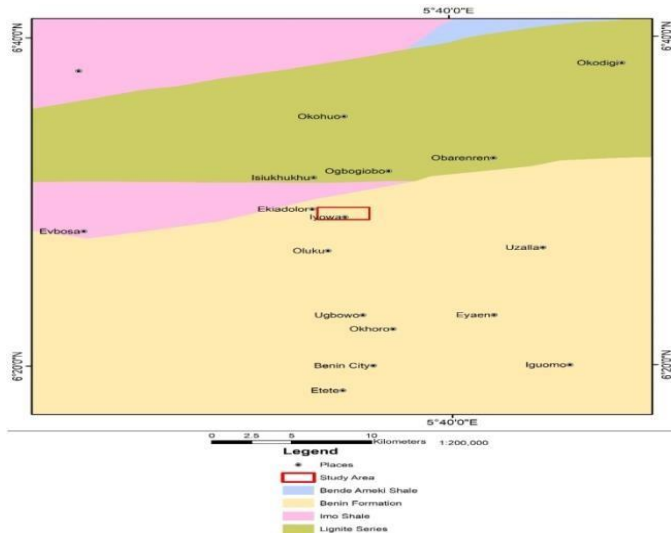 5°40'0"E
6°40'0"N
6°40'0"N
Okodigi
Okohuo
Obarenren
Ogbogiobo
Isiukhukhu
Ekiadolor
Iyowa
Evbosa
Oluku
Uzalla
Ugbowo
Eyaen
Okhoro
6°20'0"N
Benin City
Iguomo
6°20'0"N
Etete
5°40'0"E
0 2.5 5 10
Kilometers 1:200,000
Legend
Places
Study Area
Bende Ameki Shale
Benin Formation
Imo Shale
Lignite Series